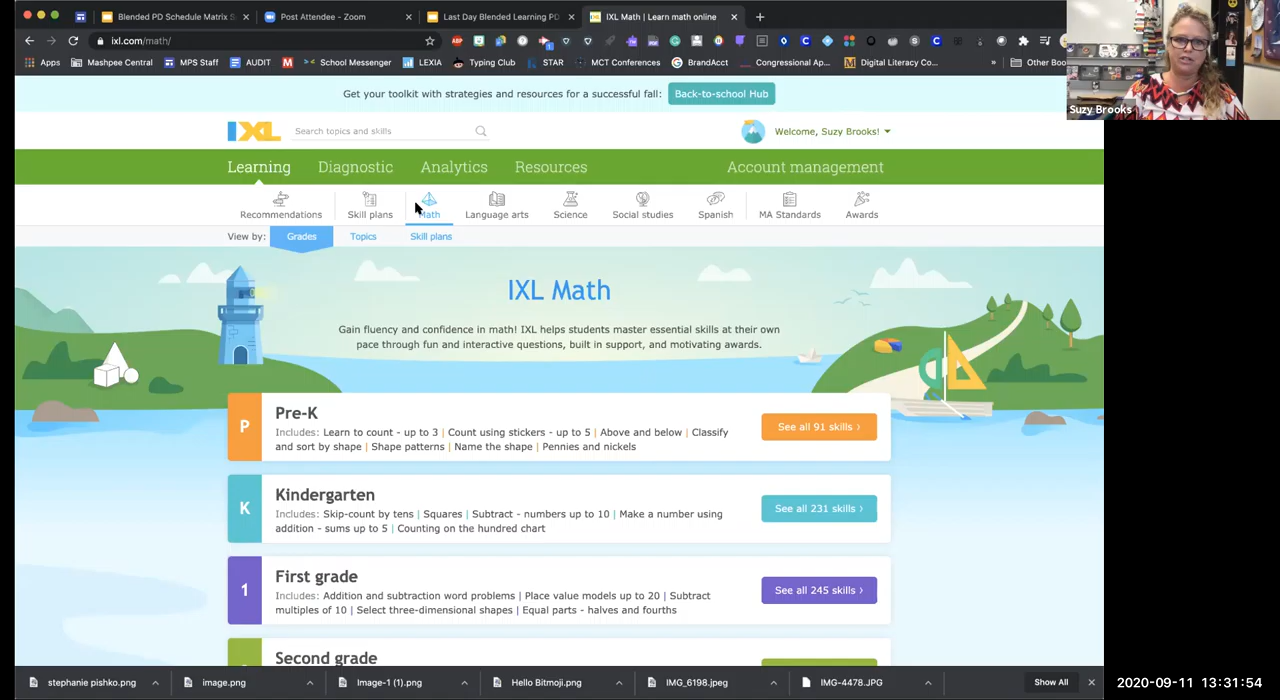 Blended PD Schedule Matrix S
Post Attendee - Zoom
Last Day Blended Learning PD
IXL Math | Learn math online
ixl.com/math/
Apps
Mashpee Central
MPS Staff
AUDIT
School Messenger
LEXIA
Typing Club
STAR
MCT Conferences
BrandAcct
Congressional Ap...
Digital Literacy Co...
»
Other Boo
Suzy Brooks
Get your toolkit with strategies and resources for a successful fall: Back-to-school Hub
IXL
Search topics and skills
Welcome, Suzy Brooks!
Learning Diagnostic Analytics Resources Account management
Recommendations Skill plans Math Language arts Science Social studies Spanish MA Standards Awards
View by: Grades Topics Skill plans
IXL Math
Gain fluency and confidence in math! IXL helps students master essential skills at their own
pace through fun and interactive questions, built in support, and motivating awards.
P
Pre-K
Includes: Learn to count - up to 3 | Count using stickers - up to 5 | Above and below | Classify
and sort by shape | Shape patterns | Name the shape | Pennies and nickels
See all 91 skills ›
K
Kindergarten
Includes: Skip-count by tens | Squares | Subtract - numbers up to 10 | Make a number using
addition - sums up to 5 | Counting on the hundred chart
See all 231 skills ›
1
First grade
Includes: Addition and subtraction word problems | Place value models up to 20 | Subtract
multiples of 10 | Select three-dimensional shapes | Equal parts - halves and fourths
See all 245 skills ›
Second grade
stephanie pishko.png
image.png
Image-1 (1).png
Hello Bitmoji.png
IMG_6198.jpeg
IMG-4478.JPG
Show All
2020-09-11 13:31:54